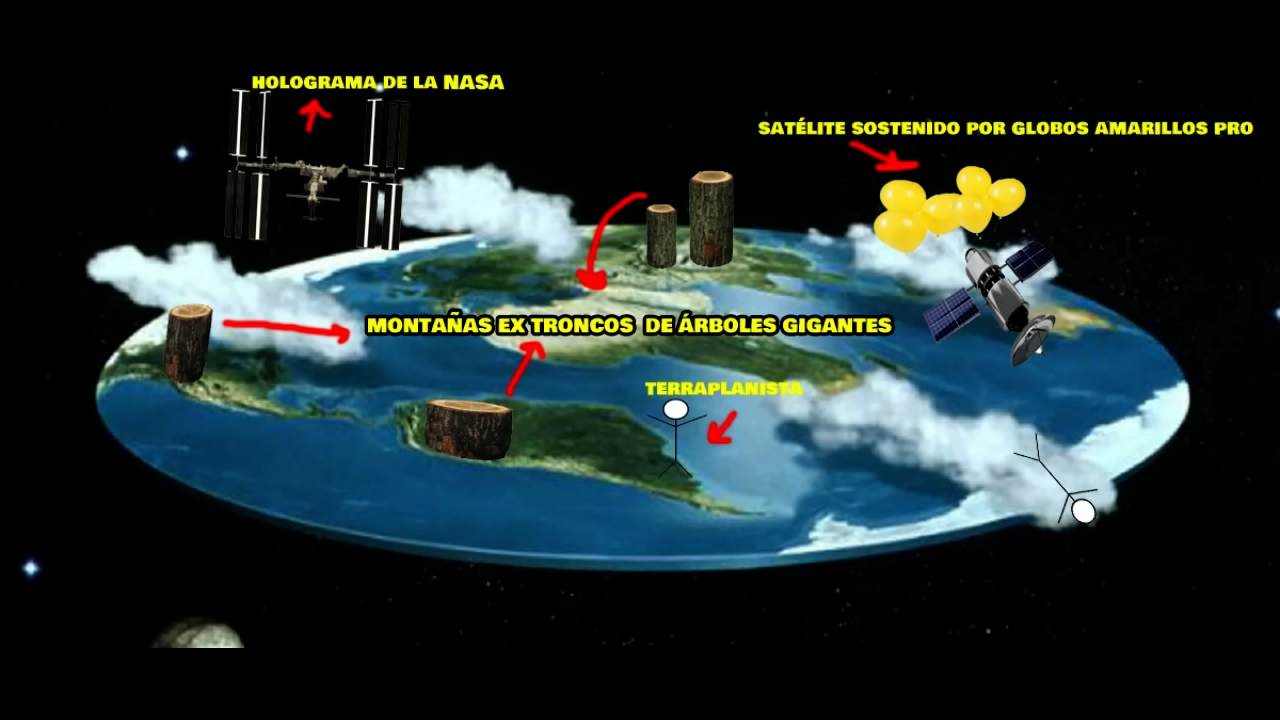 HOLOGRAMA DE LA NASA
SATÉLITE SOSTENIDO POR GLOBOS AMARILLOS PRO
MONTAÑAS EX TRONCOS DE ÁRBOLES GIGANTES
TERRAPLANISTA